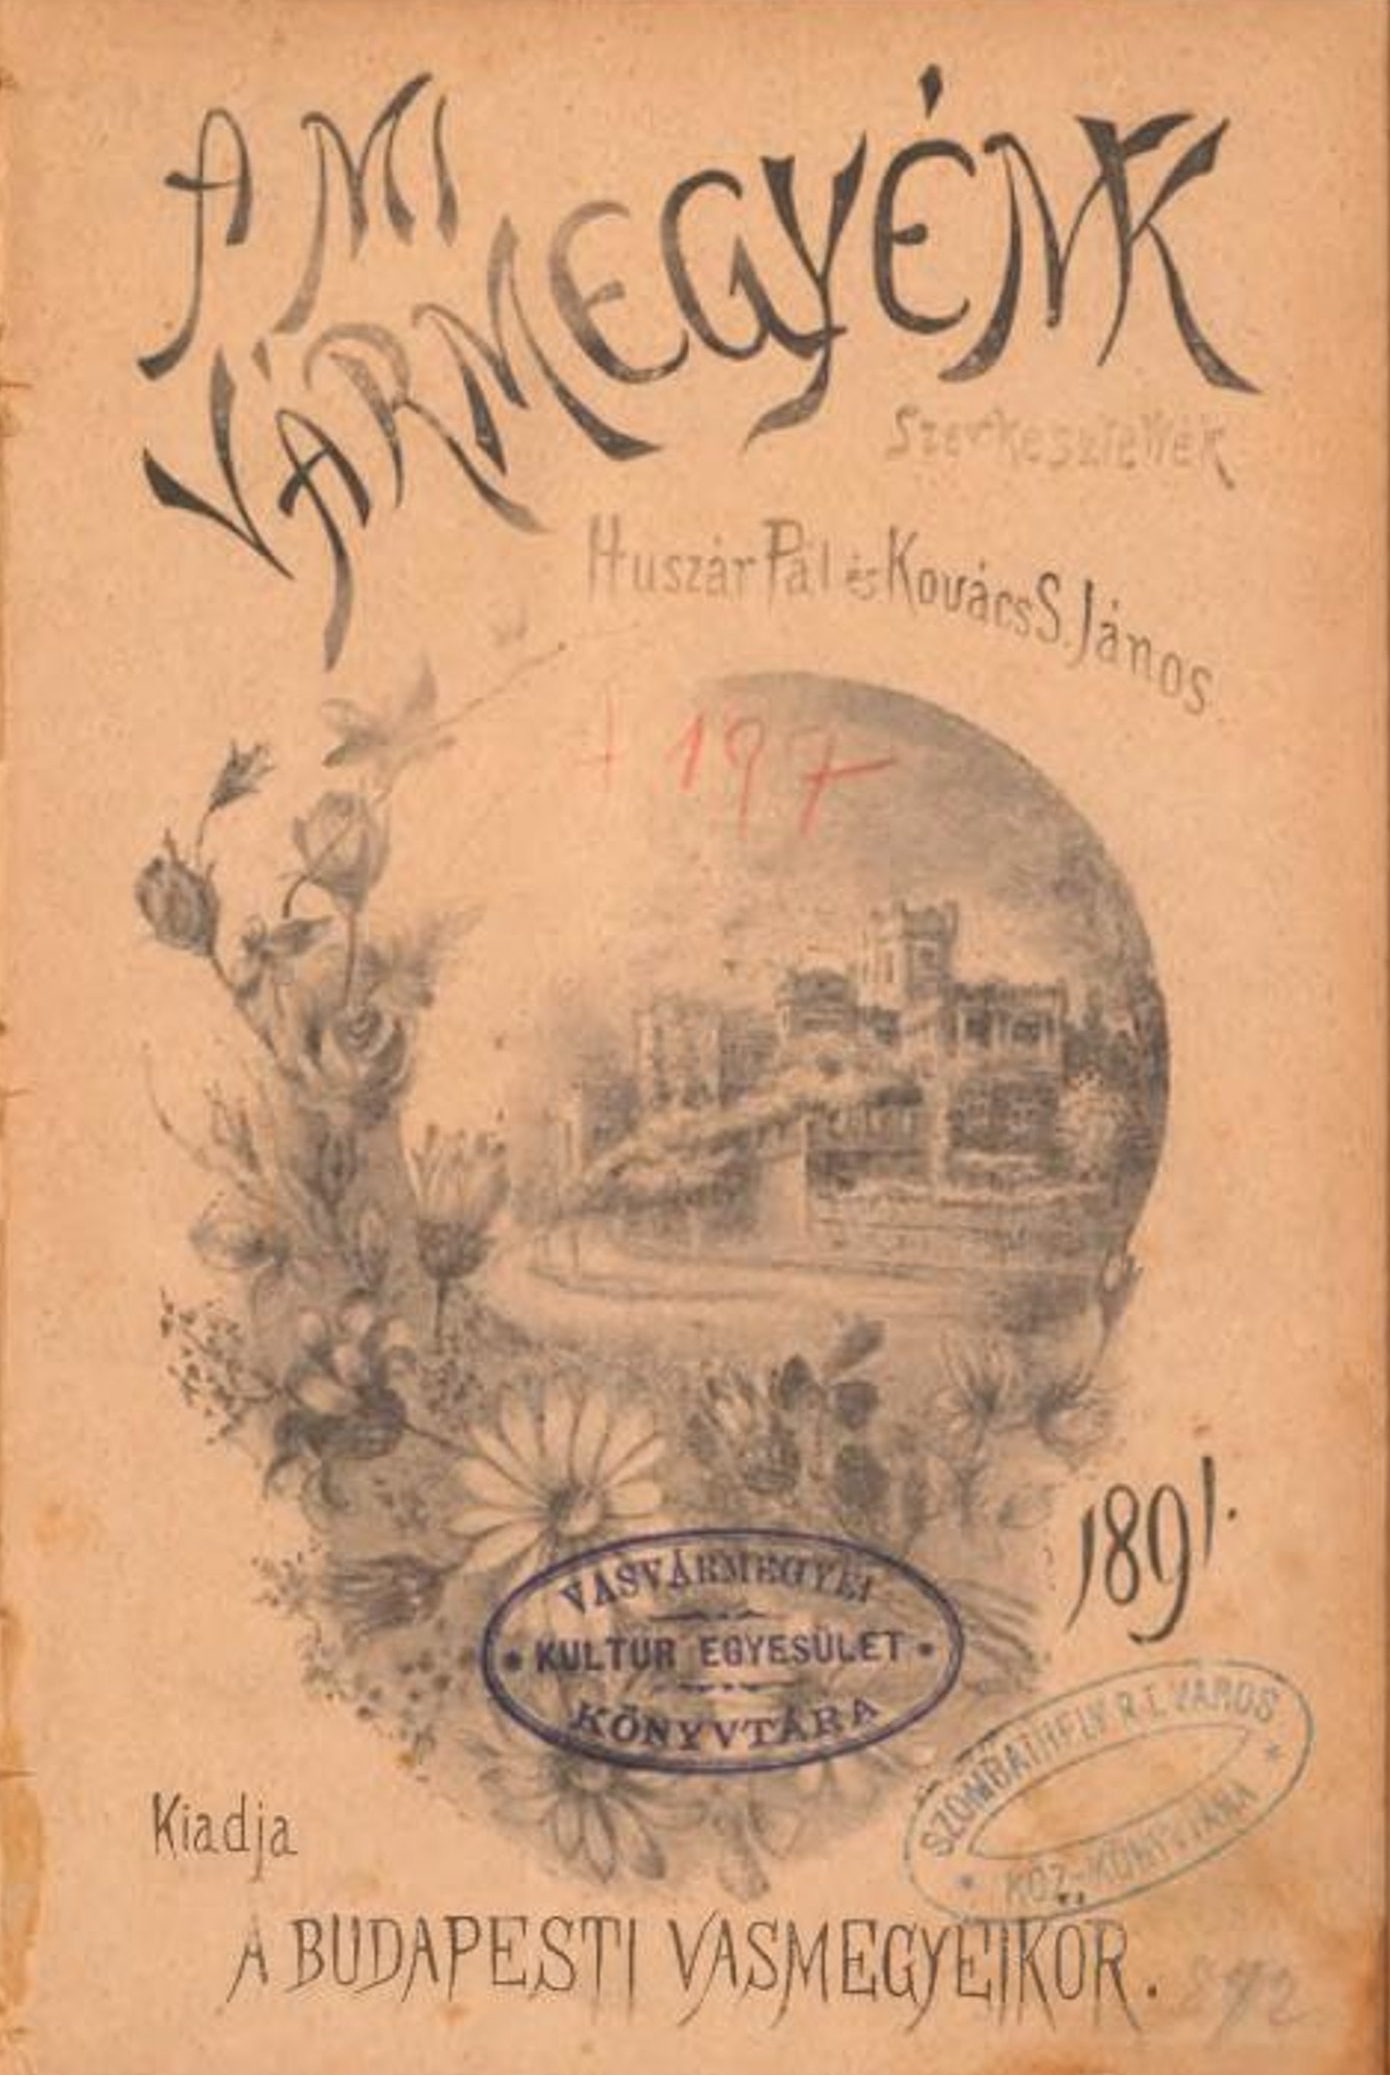 A MI
VÁRMEGYÉNK
Szerkesztették
Huszár Pál és Kovács S. János
+ 197
1891.
VASVÁRMEGYEI
KULTUR EGYESÜLET
KÖNYVTÁRA
SZOMBATHELY R.T. VÁROS
KÖZ-KÖNYVTÁRA
Kiadja
A BUDAPESTI VASMEGYEIKÖR.